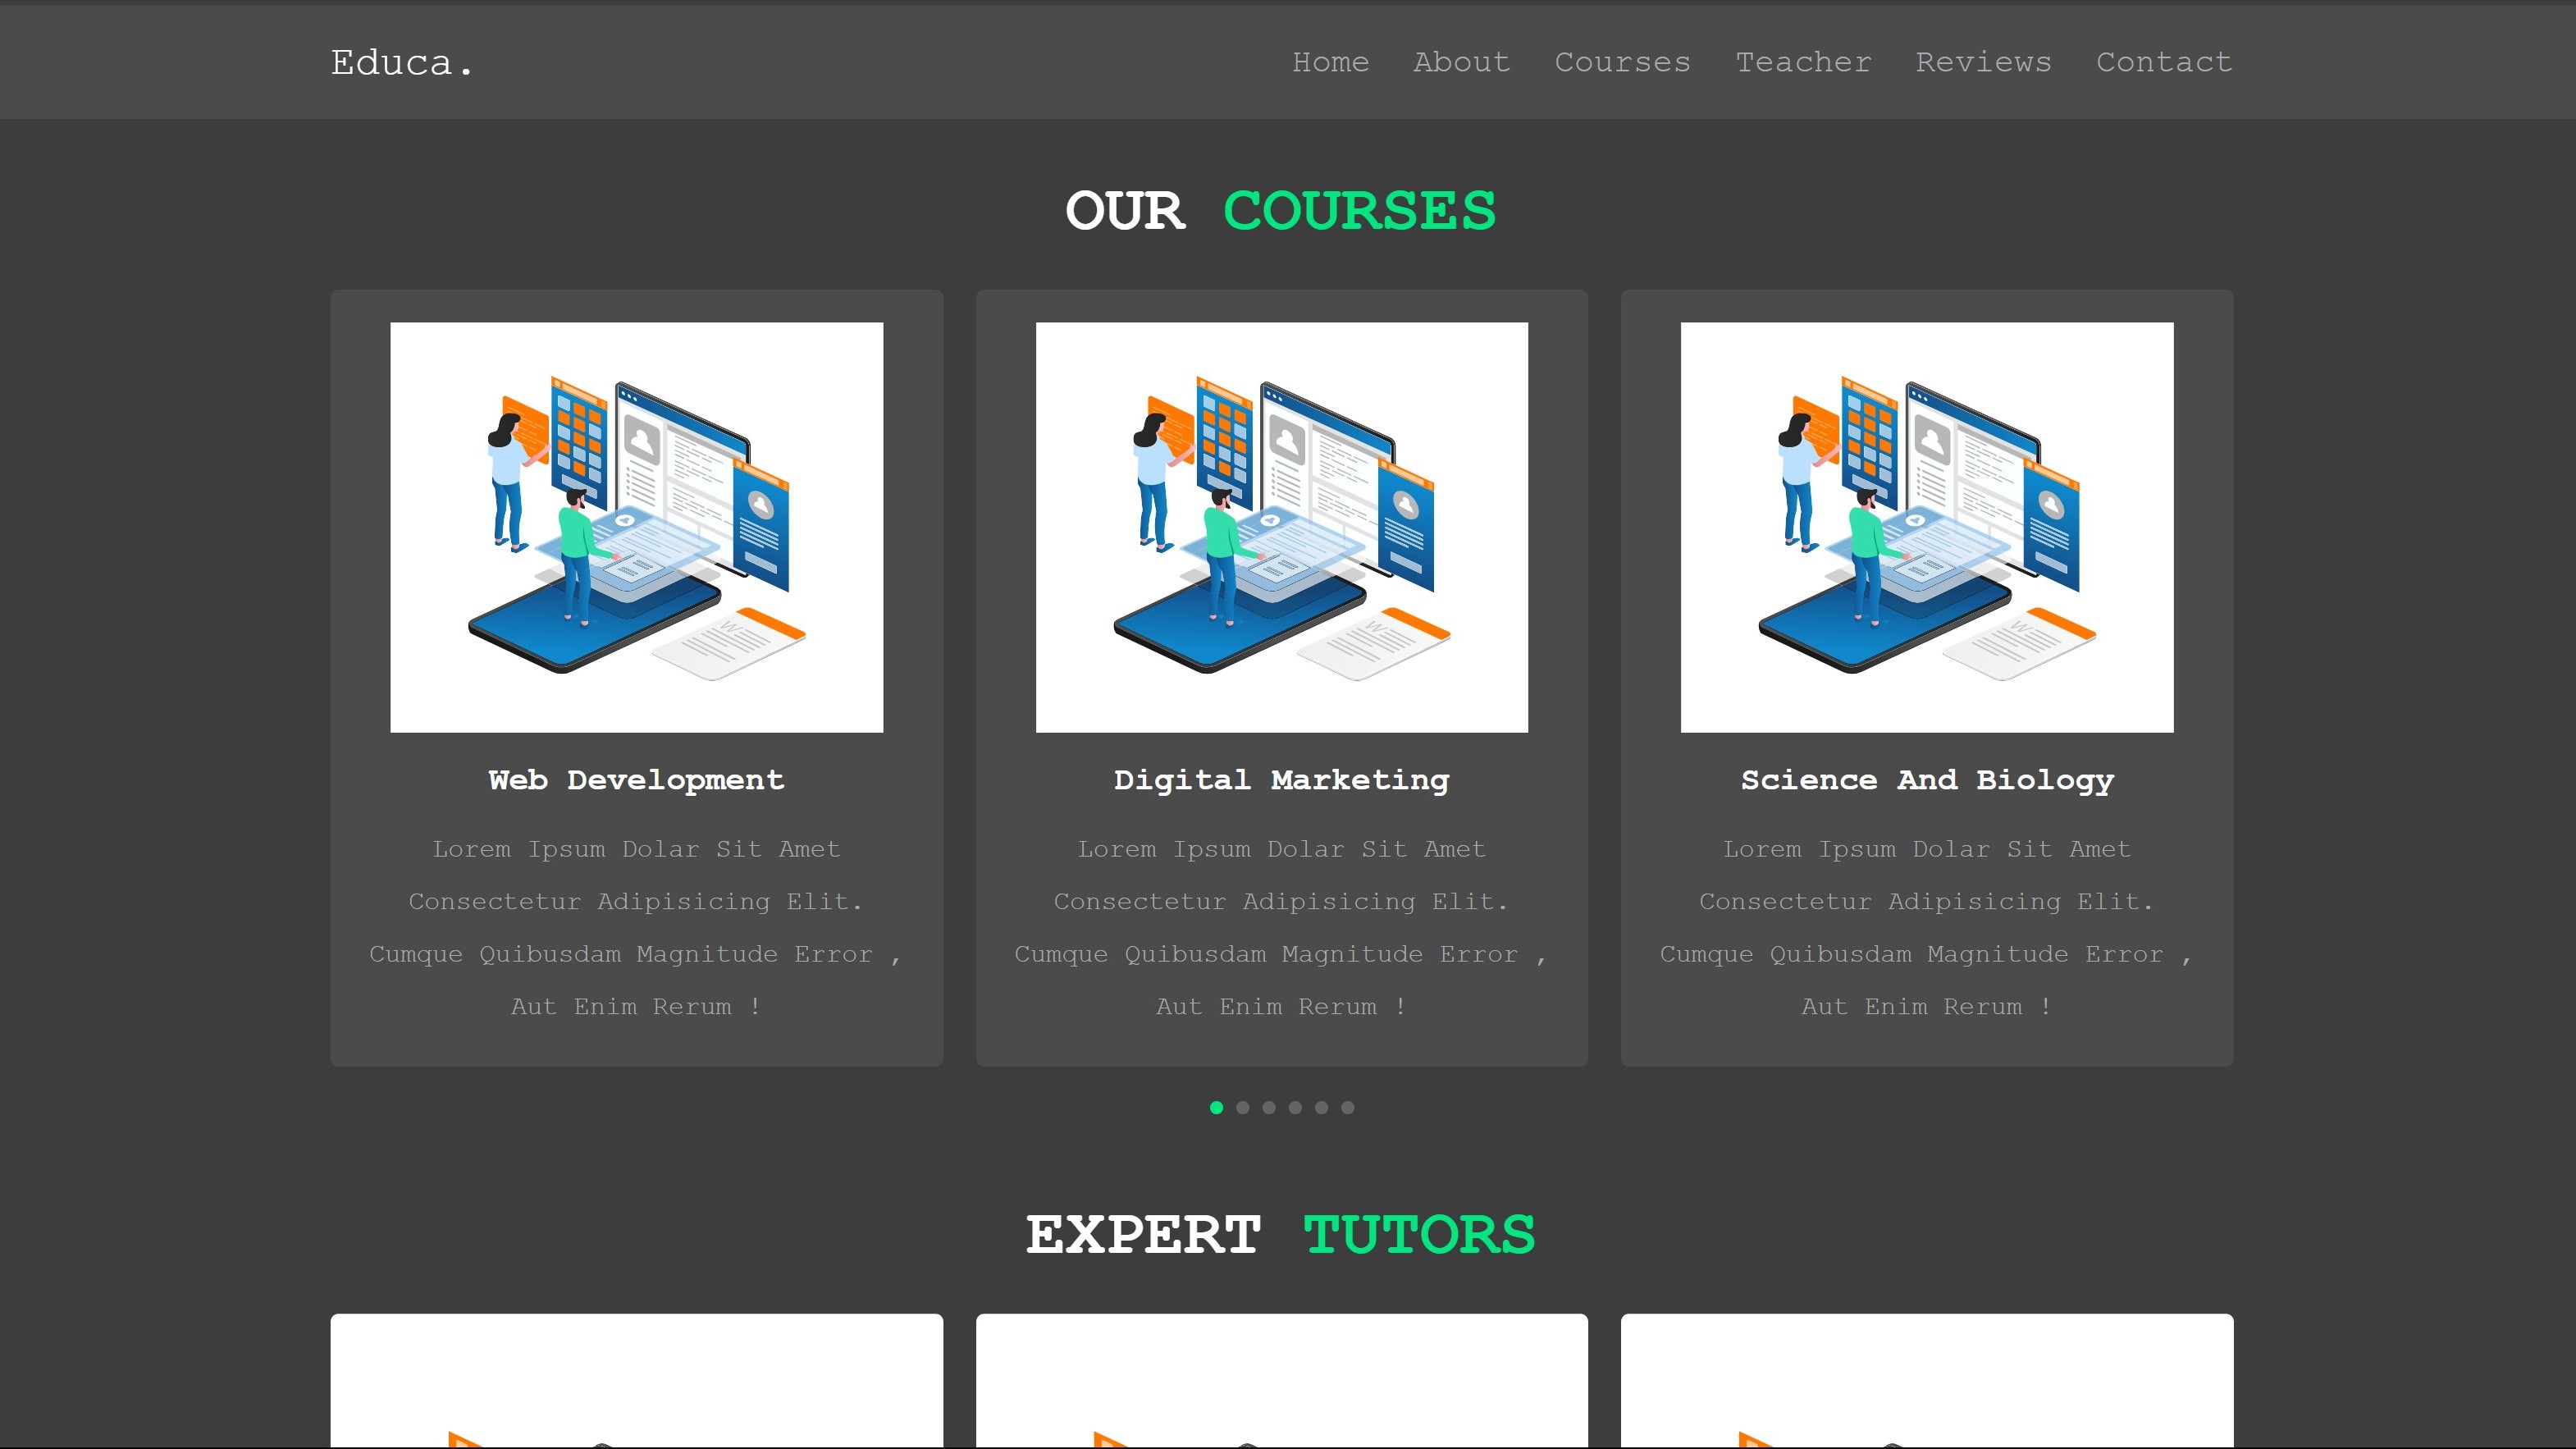 Educa.
Home About Courses Teacher Reviews Contact
OUR COURSES
Web Development
Lorem Ipsum Dolar Sit Amet
Consectetur Adipisicing Elit.
Cumque Quibusdam Magnitude Error ,
Aut Enim Rerum !
Digital Marketing
Lorem Ipsum Dolar Sit Amet
Consectetur Adipisicing Elit.
Cumque Quibusdam Magnitude Error ,
Aut Enim Rerum !
Science And Biology
Lorem Ipsum Dolar Sit Amet
Consectetur Adipisicing Elit.
Cumque Quibusdam Magnitude Error ,
Aut Enim Rerum !
EXPERT TUTORS